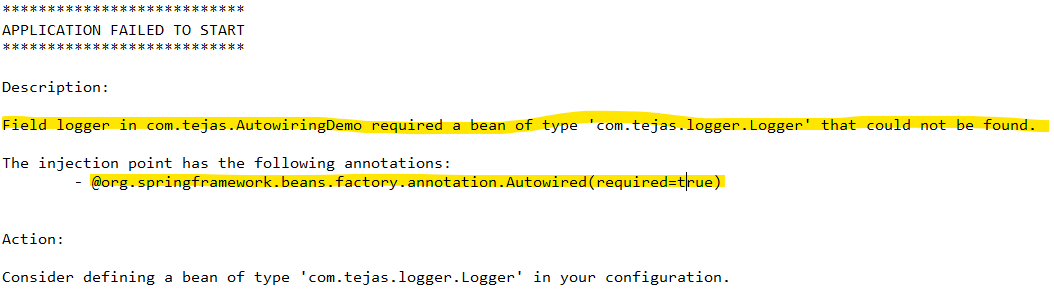 ***************************
APPLICATION FAILED TO START
***************************
Description:
Field logger in com.tejas.AutowiringDemo required a bean of type 'com.tejas.logger.Logger' that could not be found.
The injection point has the following annotations:
- @org.springframework.beans.factory.annotation.Autowired(required=true)
Action:
Consider defining a bean of type 'com.tejas.logger.Logger' in your configuration.